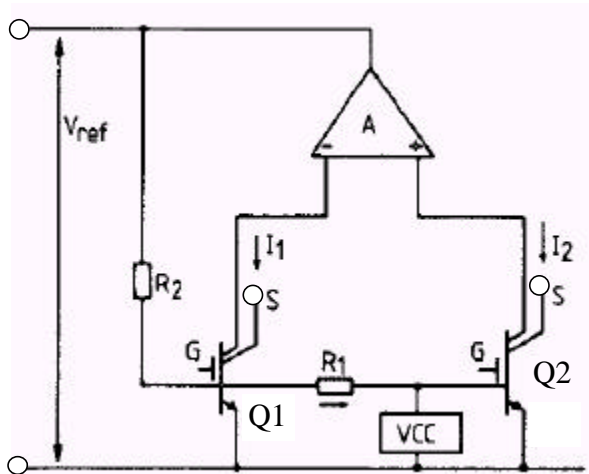 A
- +
Vref
I1
I2
S
S
R2
G
R1
G
Q2
Q1
VCC